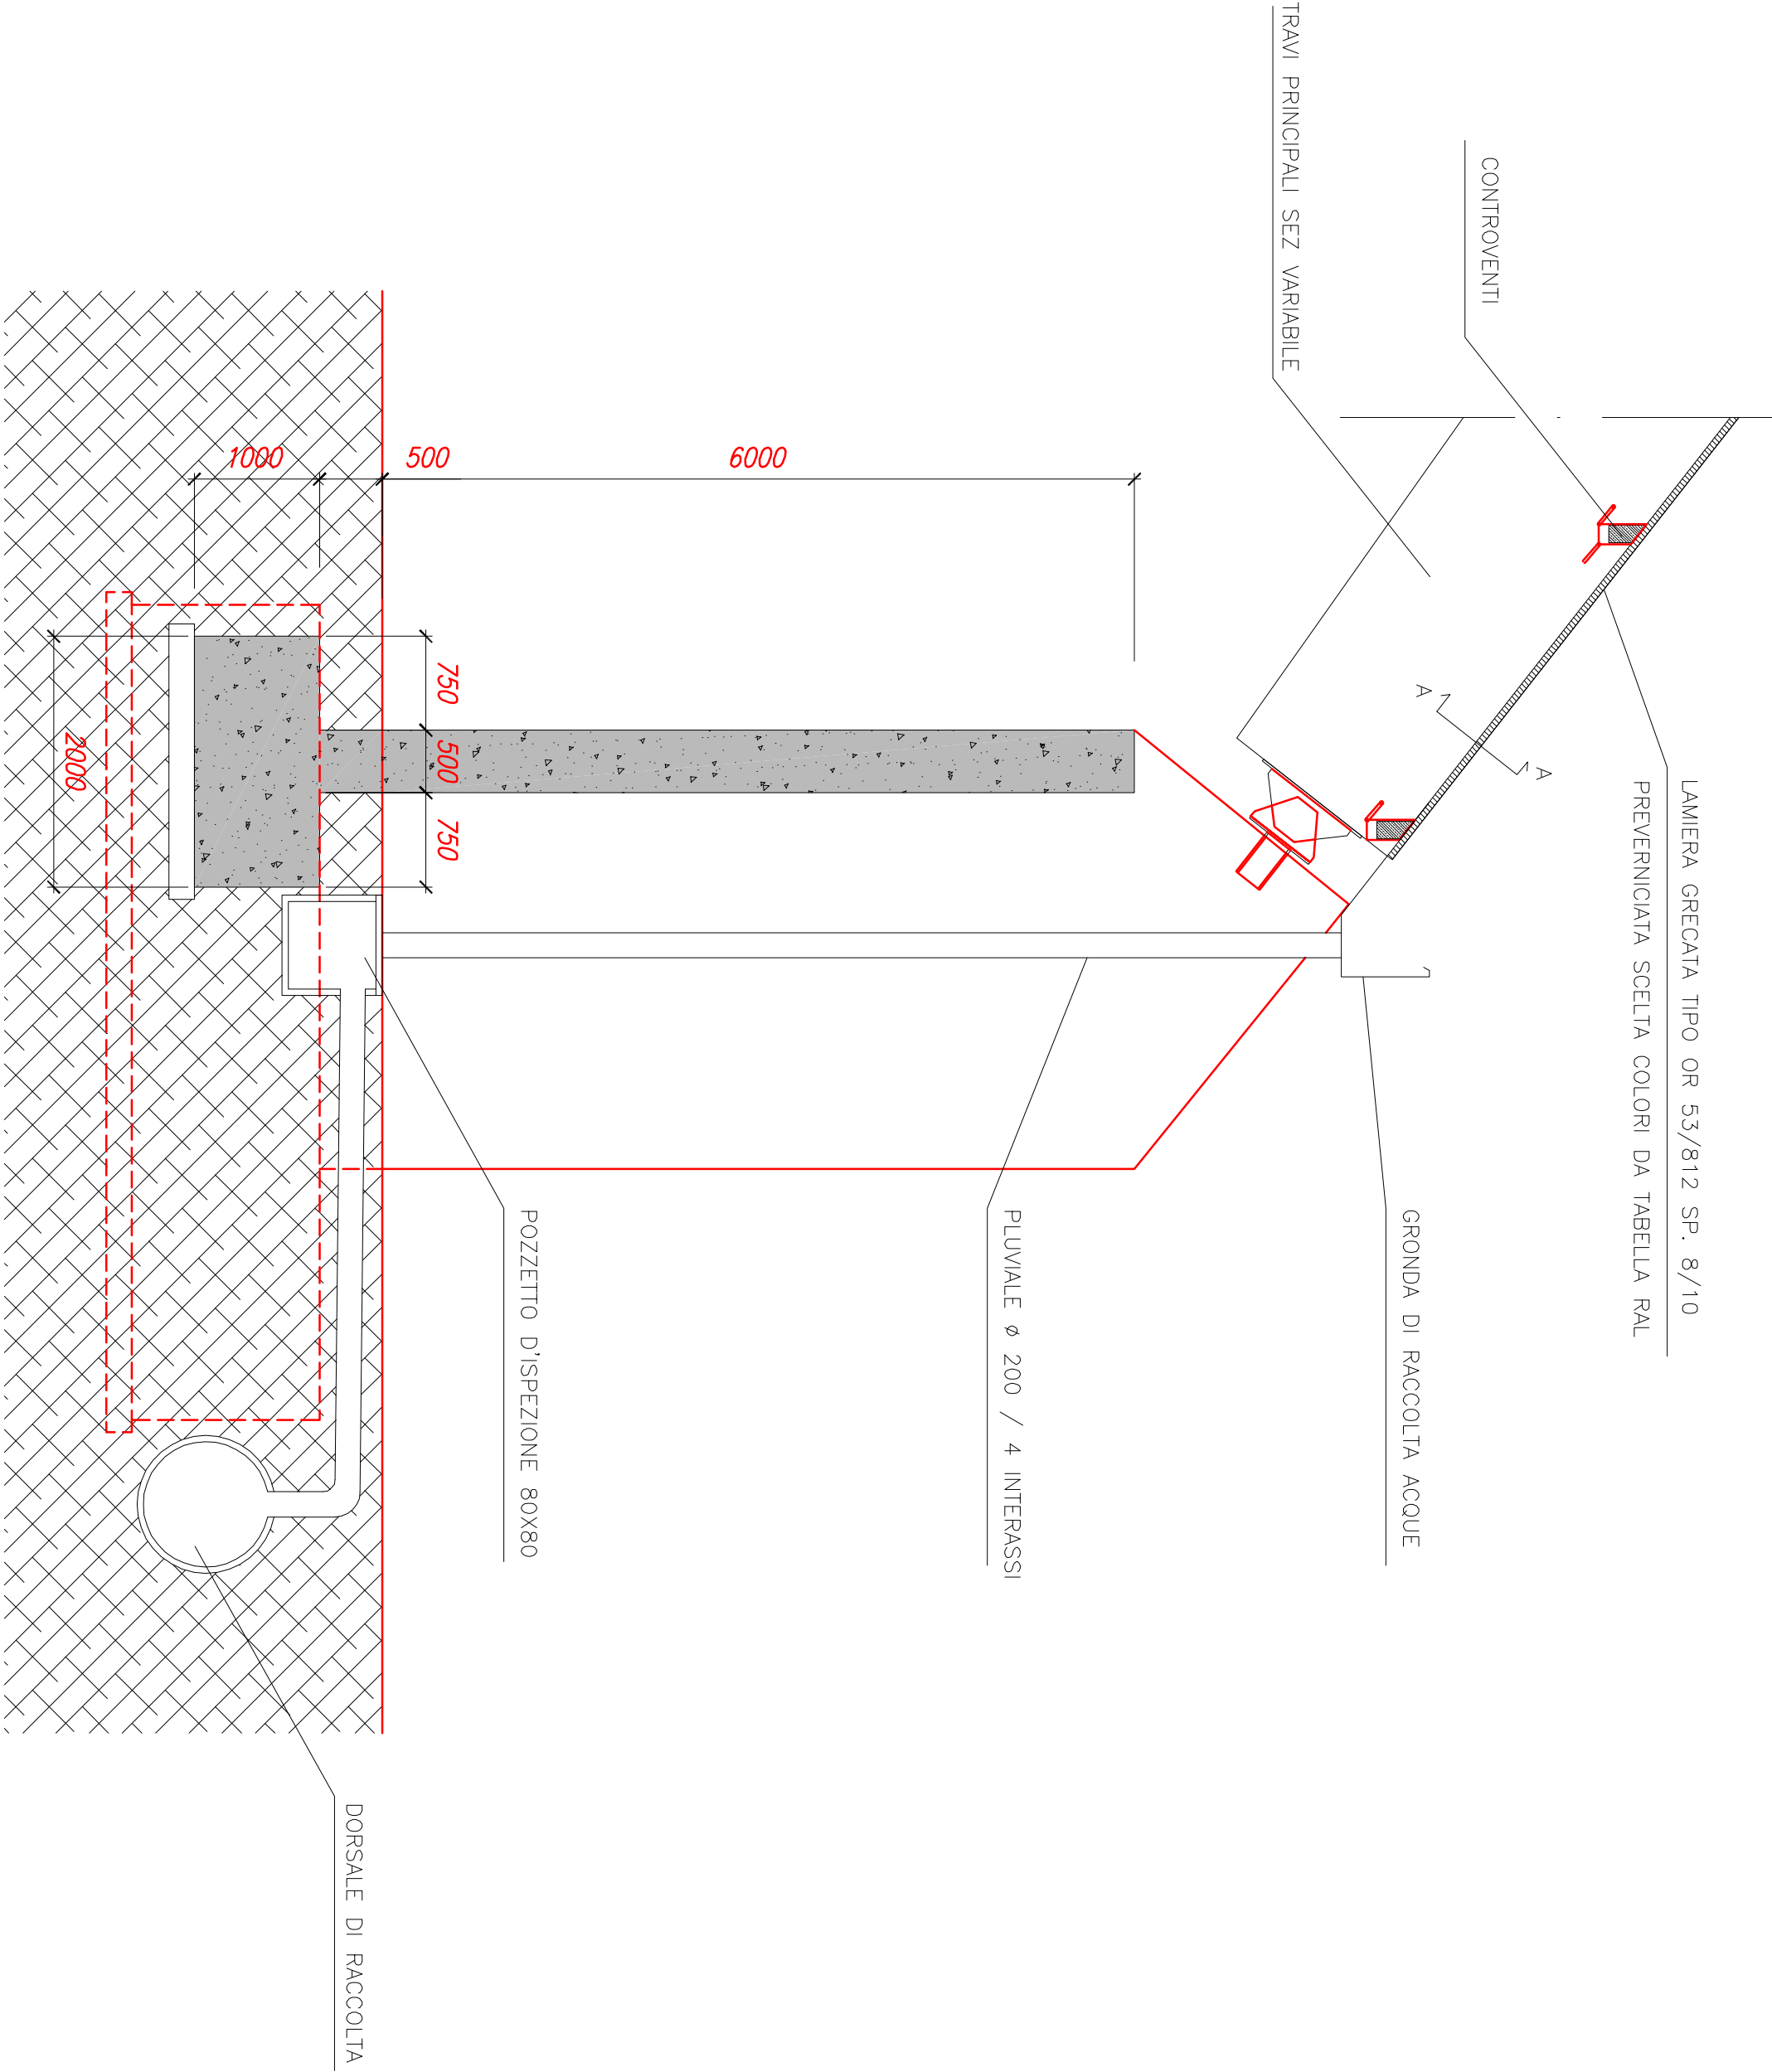 LAMIERA GRECATA TIPO OR 53/812 SP. 8/10
PREVERNICIATA SCELTA COLORI DA TABELLA RAL
CONTROVENTI
A
A
GRONDA DI RACCOLTA ACQUE
TRAVI PRINCIPALI SEZ VARIABILE
PLUVIALE ø 200 / 4 INTERASSI
6000
POZZETTO D'ISPEZIONE 80X80
750
500
750
500
DORSALE DI RACCOLTA
1000
2000